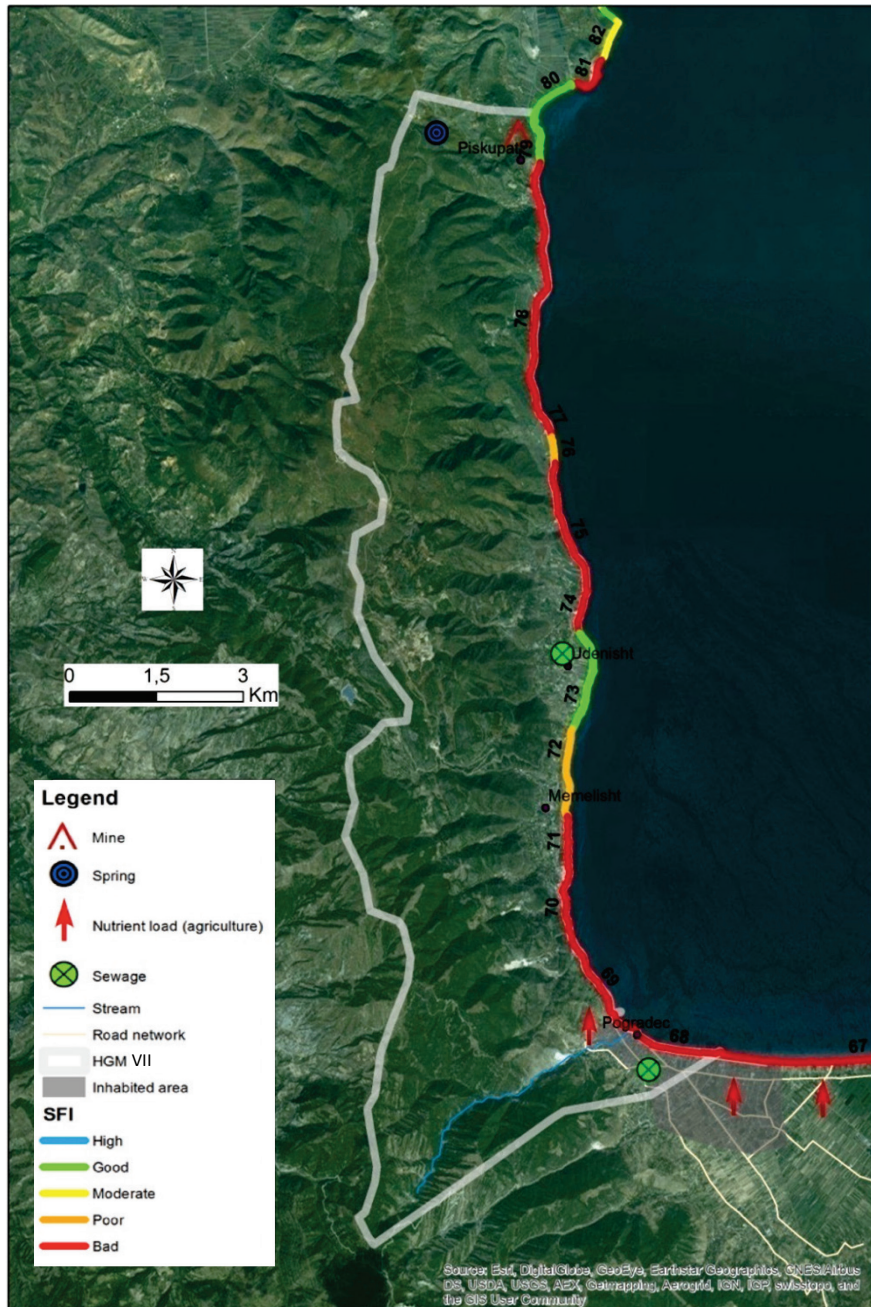 82
81
80
79
Piskupat
78
77
76
75
74
Udenisht
73
72
Memelisht
71
70
69
Pogradec
68
67
0 1,5 3
Km
Legend
Mine
Spring
Nutrient load (agriculture)
Sewage
Stream
Road network
HGM VII
Inhabited area
SFI
High
Good
Moderate
Poor
Bad
Source: Esri, DigitalGlobe, GeoEye, Earthstar Geographics, CNES/Airbus
DS, USDA, USGS, AEX, Getmapping, Aerogrid, IGN, IGP, swisstopo, and
the GIS User Community